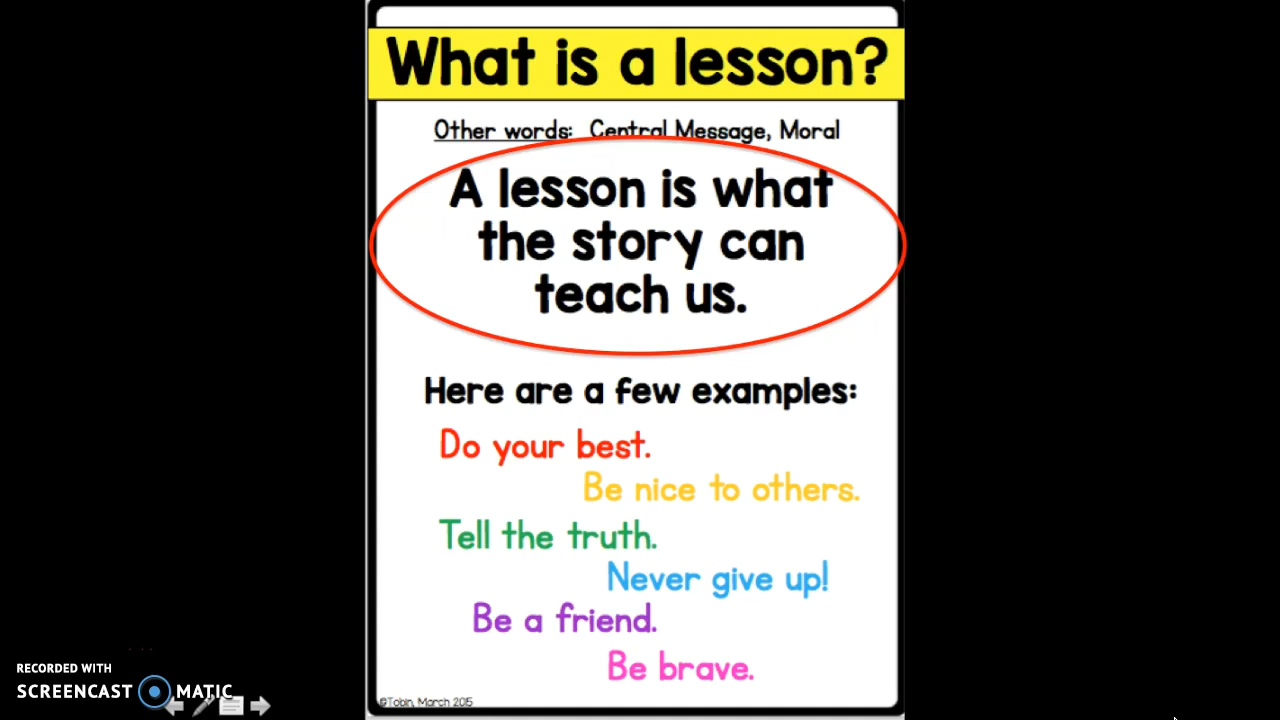 What is a lesson?
Other words: Central Message, Moral
A lesson is what
the story can
teach us.
Here are a few examples:
Do your best.
Be nice to others.
Tell the truth.
Never give up!
Be a friend.
Be brave.
©Tobin, March 2015
RECORDED WITH
SCREENCAST MATIC